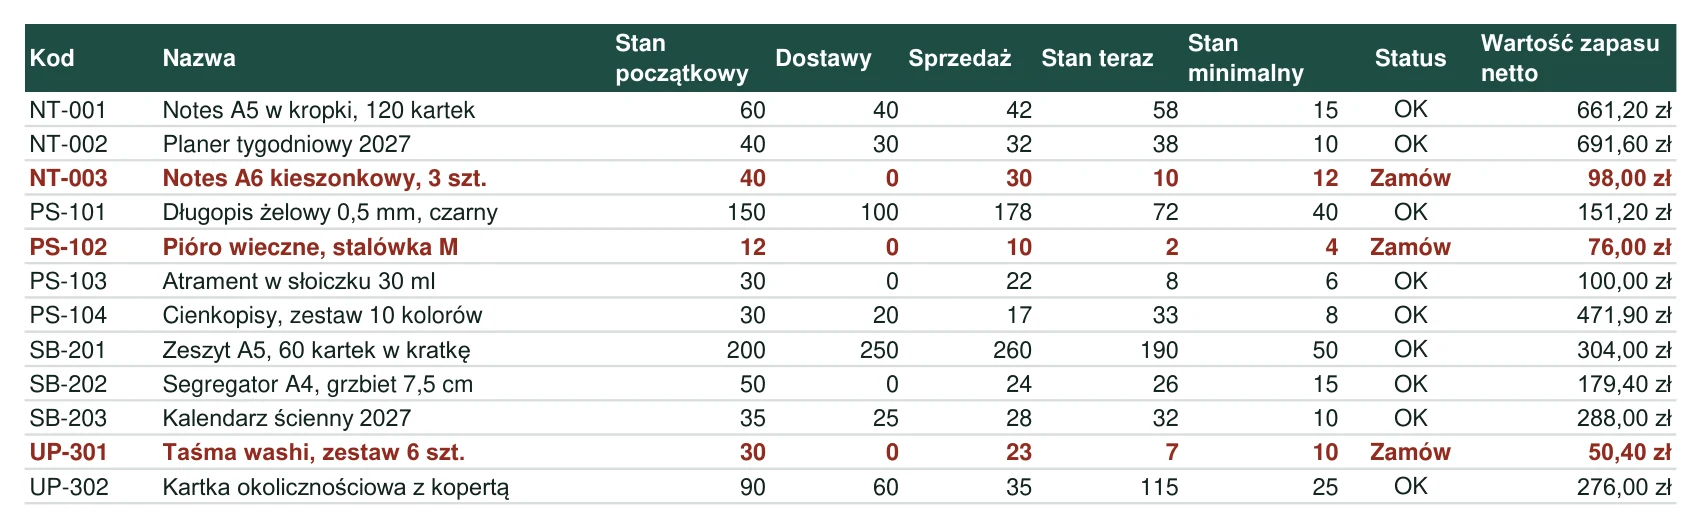 Kod Nazwa Stan początkowy Dostawy Sprzedaż Stan teraz Stan minimalny Status Wartość zapasu netto
NT-001 Notes A5 w kropki, 120 kartek 60 40 42 58 15 OK 661,20 zł
NT-002 Planer tygodniowy 2027 40 30 32 38 10 OK 691,60 zł
NT-003 Notes A6 kieszonkowy, 3 szt. 40 0 30 10 12 Zamów 98,00 zł
PS-101 Długopis żelowy 0,5 mm, czarny 150 100 178 72 40 OK 151,20 zł
PS-102 Pióro wieczne, stalówka M 12 0 10 2 4 Zamów 76,00 zł
PS-103 Atrament w słoiczku 30 ml 30 0 22 8 6 OK 100,00 zł
PS-104 Cienkopisy, zestaw 10 kolorów 30 20 17 33 8 OK 471,90 zł
SB-201 Zeszyt A5, 60 kartek w kratkę 200 250 260 190 50 OK 304,00 zł
SB-202 Segregator A4, grzbiet 7,5 cm 50 0 24 26 15 OK 179,40 zł
SB-203 Kalendarz ścienny 2027 35 25 28 32 10 OK 288,00 zł
UP-301 Taśma washi, zestaw 6 szt. 30 0 23 7 10 Zamów 50,40 zł
UP-302 Kartka okolicznościowa z kopertą 90 60 35 115 25 OK 276,00 zł